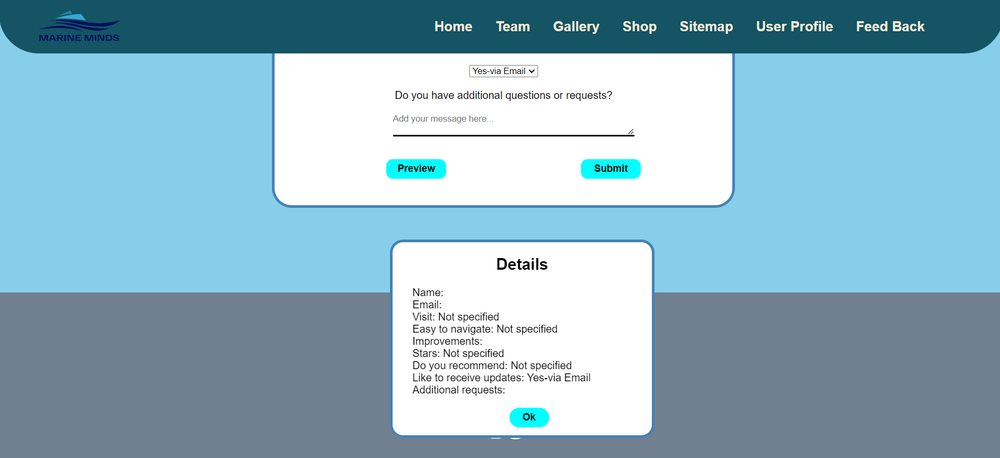 MARINE MINDS
Home Team Gallery Shop Sitemap User Profile Feed Back
Yes-via Email
Do you have additional questions or requests?
Add your message here...
Preview Submit
Details
Name:
Email:
Visit: Not specified
Easy to navigate: Not specified
Improvements:
Stars: Not specified
Do you recommend: Not specified
Like to receive updates: Yes-via Email
Additional requests:
Ok